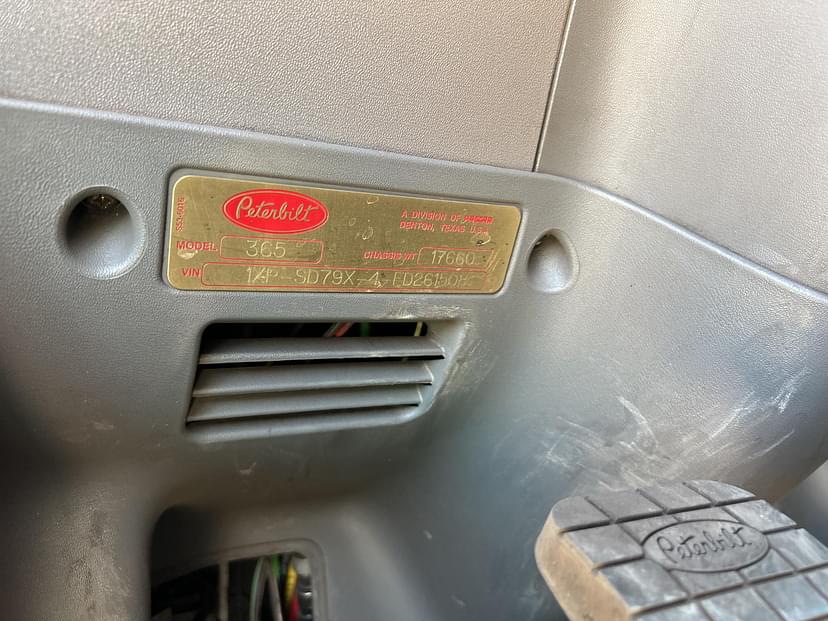 Peterbilt
A DIVISION OF PACCAR
DENTON, TEXAS U.S.A.
MODEL 365
CHASSIS WT 17660
VIN
Peterbilt